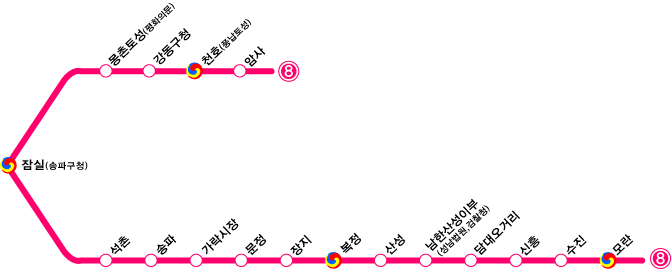 몽촌토성(평화의문)
강동구청
천호(풍납토성)
암사
8
잠실(송파구청)
석촌
송파
가락시장
문정
장지
복정
산성
남한산성이부
(성남법원,검찰청)
담대오거리
신흥
수진
모란
8